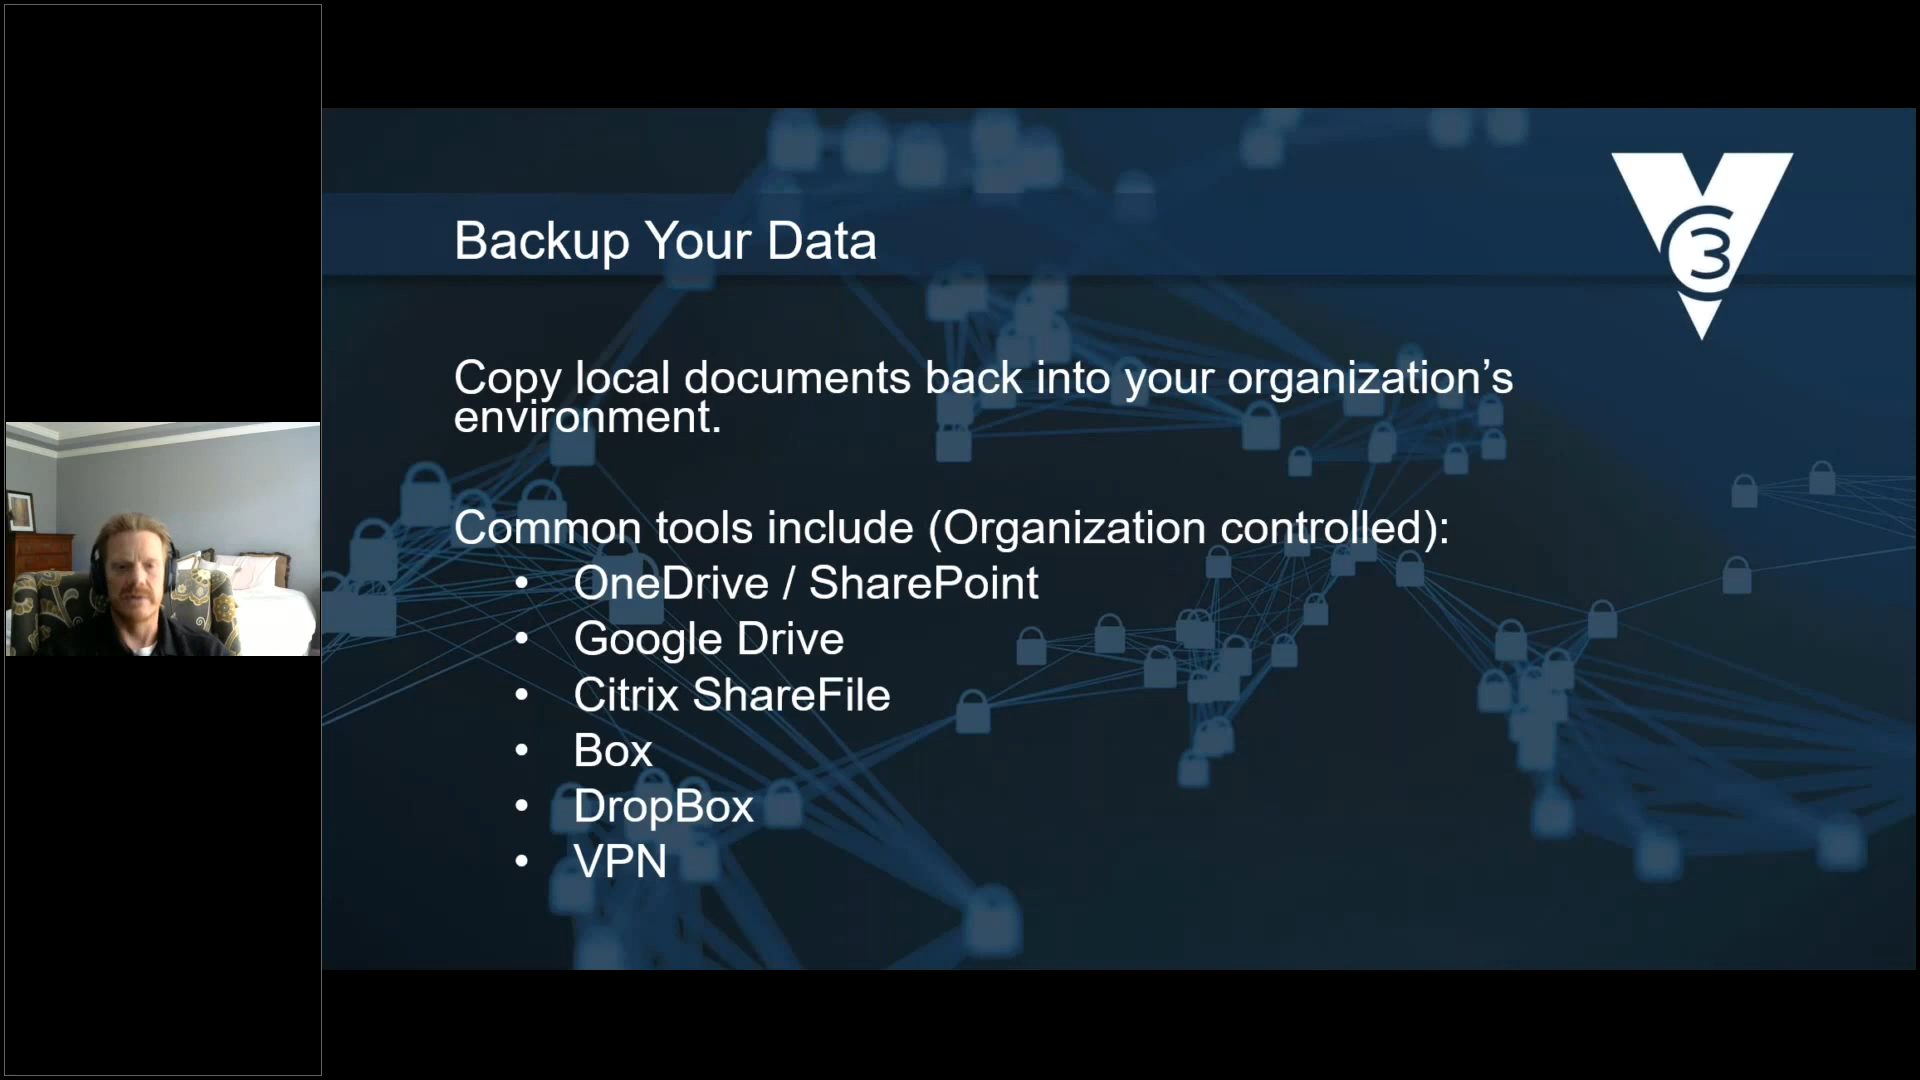 Backup Your Data
3
Copy local documents back into your organization’s
environment.
Common tools include (Organization controlled):
• OneDrive / SharePoint
• Google Drive
• Citrix ShareFile
• Box
• DropBox
• VPN